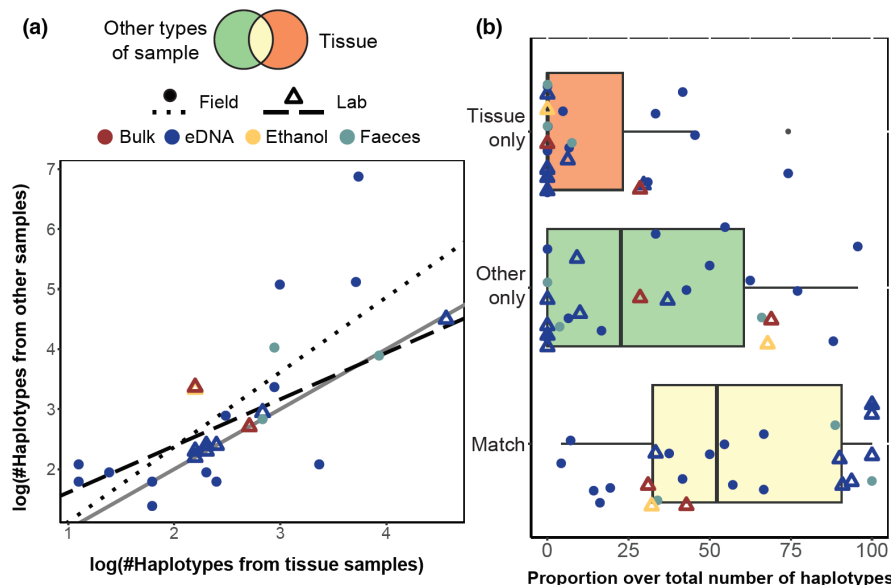 (a)
Other types
of sample
Tissue
Field
Lab
Bulk
eDNA
Ethanol
Faeces
log(#Haplotypes from other samples)
7
6
5
4
3
2
1
2
3
4
log(#Haplotypes from tissue samples)
(b)
Tissue
only
Other
only
Match
0
25
50
75
100
Proportion over total number of haplotypes